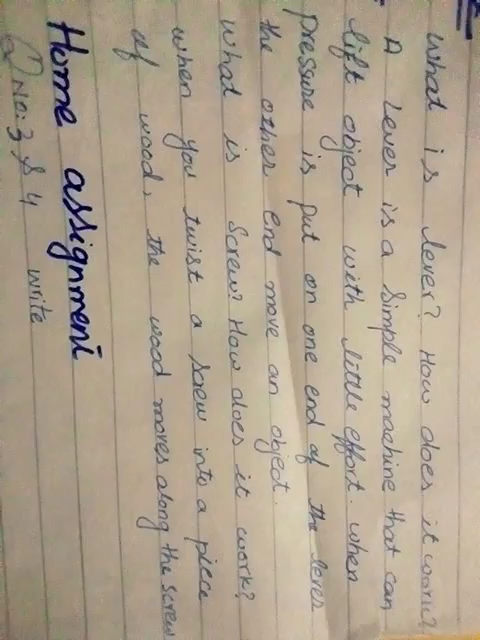 what is lever? How does it work?
A Lever is a simple machine that can
lift object with little effort. when
pressure is put on one end of the lever
the other end move an object.
what is Screw? How does it work?
when you twist a screw into a piece
of wood, the wood moves along the screw
Home assignment
Q No: 3 & 4 write